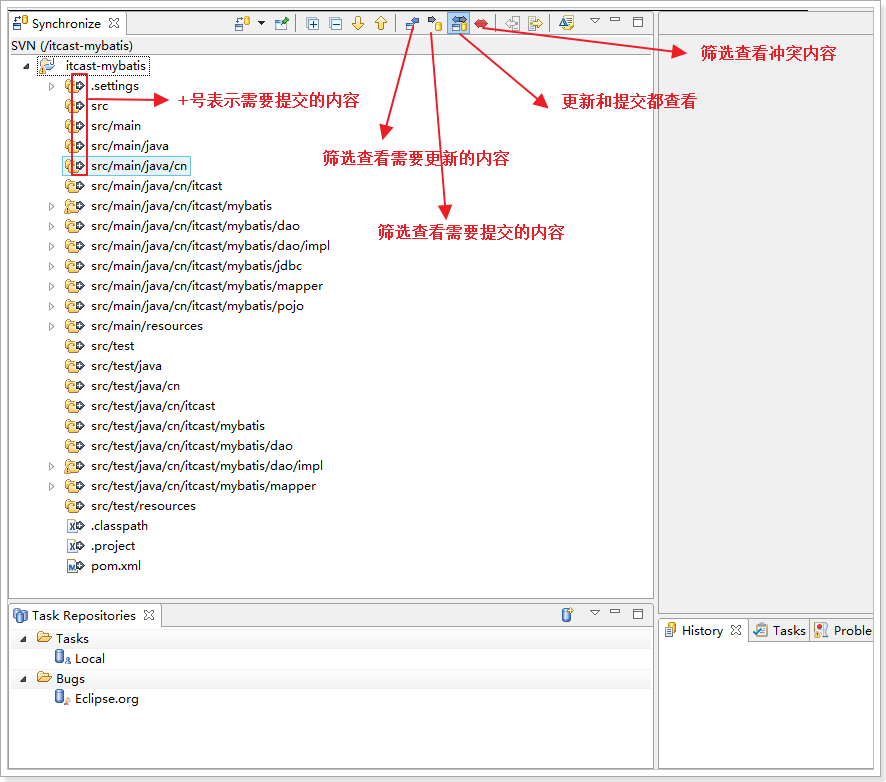 Synchronize
SVN (/itcast-mybatis)
筛选查看冲突内容
itcast-mybatis
.settings
+号表示需要提交的内容
更新和提交都查看
src
src/main
src/main/java
筛选查看需要更新的内容
src/main/java/cn
src/main/java/cn/itcast
src/main/java/cn/itcast/mybatis
src/main/java/cn/itcast/mybatis/dao
筛选查看需要提交的内容
src/main/java/cn/itcast/mybatis/dao/impl
src/main/java/cn/itcast/mybatis/jdbc
src/main/java/cn/itcast/mybatis/mapper
src/main/java/cn/itcast/mybatis/pojo
src/main/resources
src/test
src/test/java
src/test/java/cn
src/test/java/cn/itcast
src/test/java/cn/itcast/mybatis
src/test/java/cn/itcast/mybatis/dao
src/test/java/cn/itcast/mybatis/dao/impl
src/test/java/cn/itcast/mybatis/mapper
src/test/resources
.classpath
.project
pom.xml
Task Repositories
Tasks
Local
Bugs
Eclipse.org
History Tasks Proble